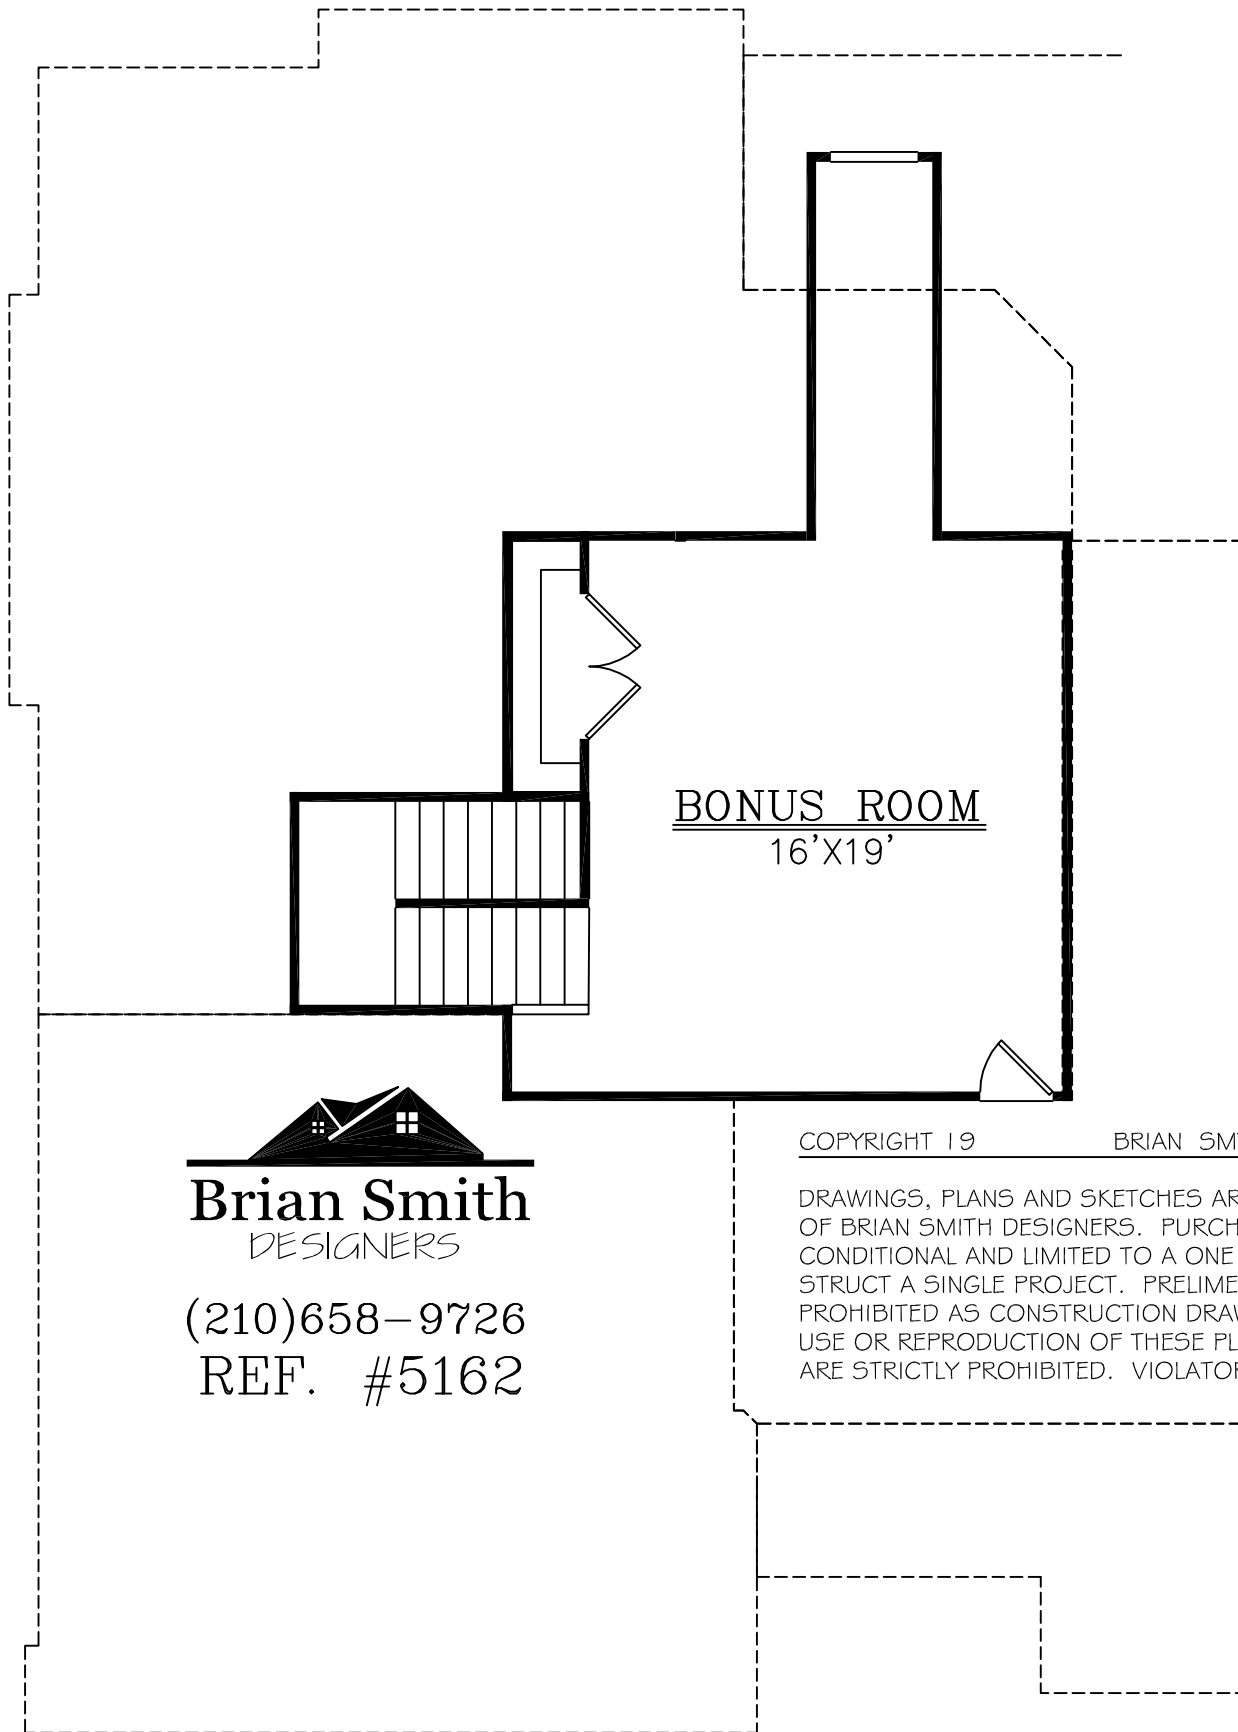 BONUS ROOM
16'X19'
COPYRIGHT 19 BRIAN
DRAWINGS, PLANS AND SKETCHES
OF BRIAN SMITH DESIGNERS. 
CONDITIONAL AND LIMITED TO A ONE
STRUCT A SINGLE PROJECT. 
PROHIBITED AS CONSTRUCTION
USE OR REPRODUCTION OF THESE
ARE STRICTLY PROHIBITED. 
Brian Smith
DESIGNERS
(210)658-9726
REF. #5162